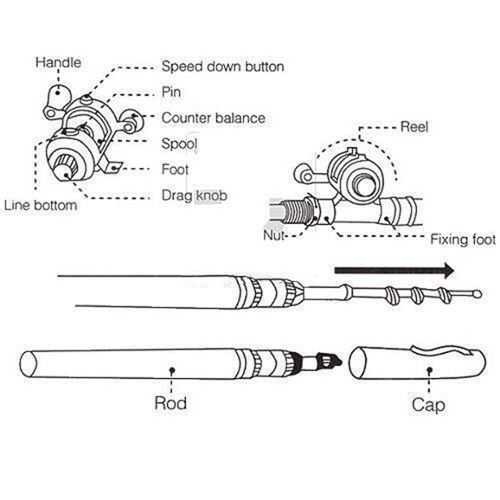 Handle
Speed down button
Pin
Counter balance
Spool
Foot
Drag knob
Line bottom
Reel
Nut
Fixing foot
Rod
Cap